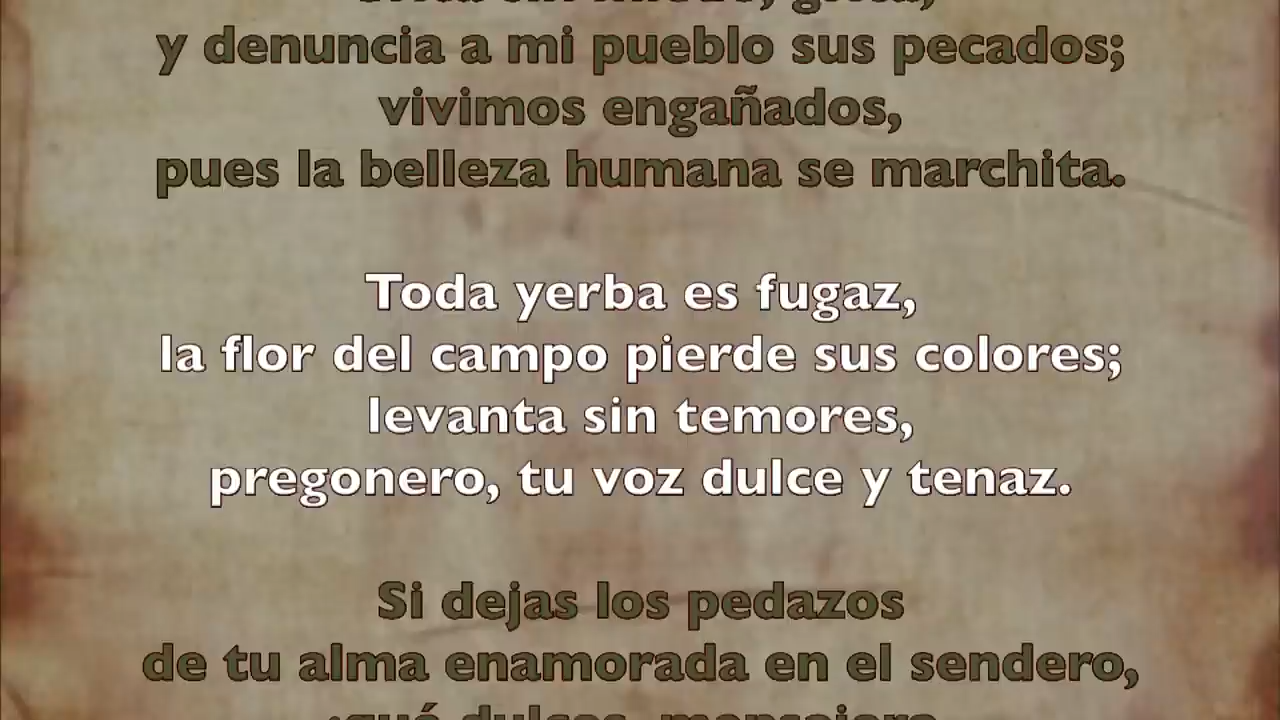 y denuncia a mi pueblo sus pecados;
vivimos engañados,
pues la belleza humana se marchita.
Toda yerba es fugaz,
la flor del campo pierde sus colores;
levanta sin temores,
pregonero, tu voz dulce y tenaz.
Si dejas los pedazos
de tu alma enamorada en el sendero,